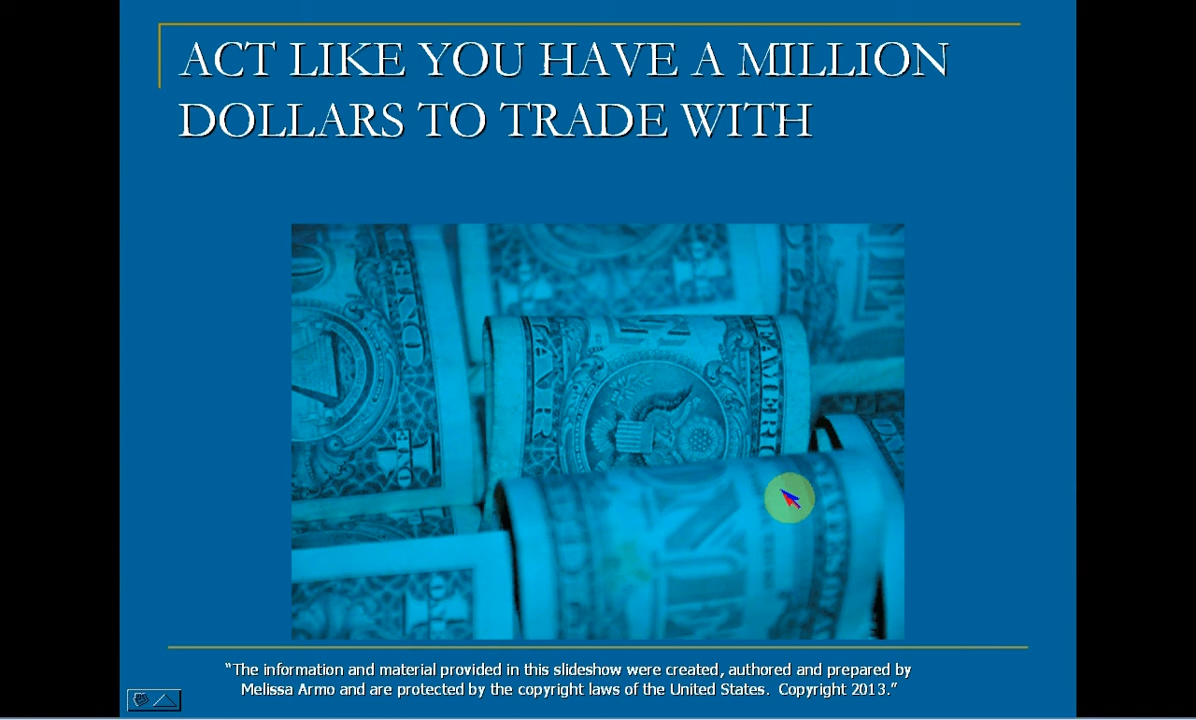 ACT LIKE YOU HAVE A MILLION
DOLLARS TO TRADE WITH
ONE
“The information and material provided in this slideshow were created, authored and prepared by
Melissa Armo and are protected by the copyright laws of the United States.  Copyright 2013.”